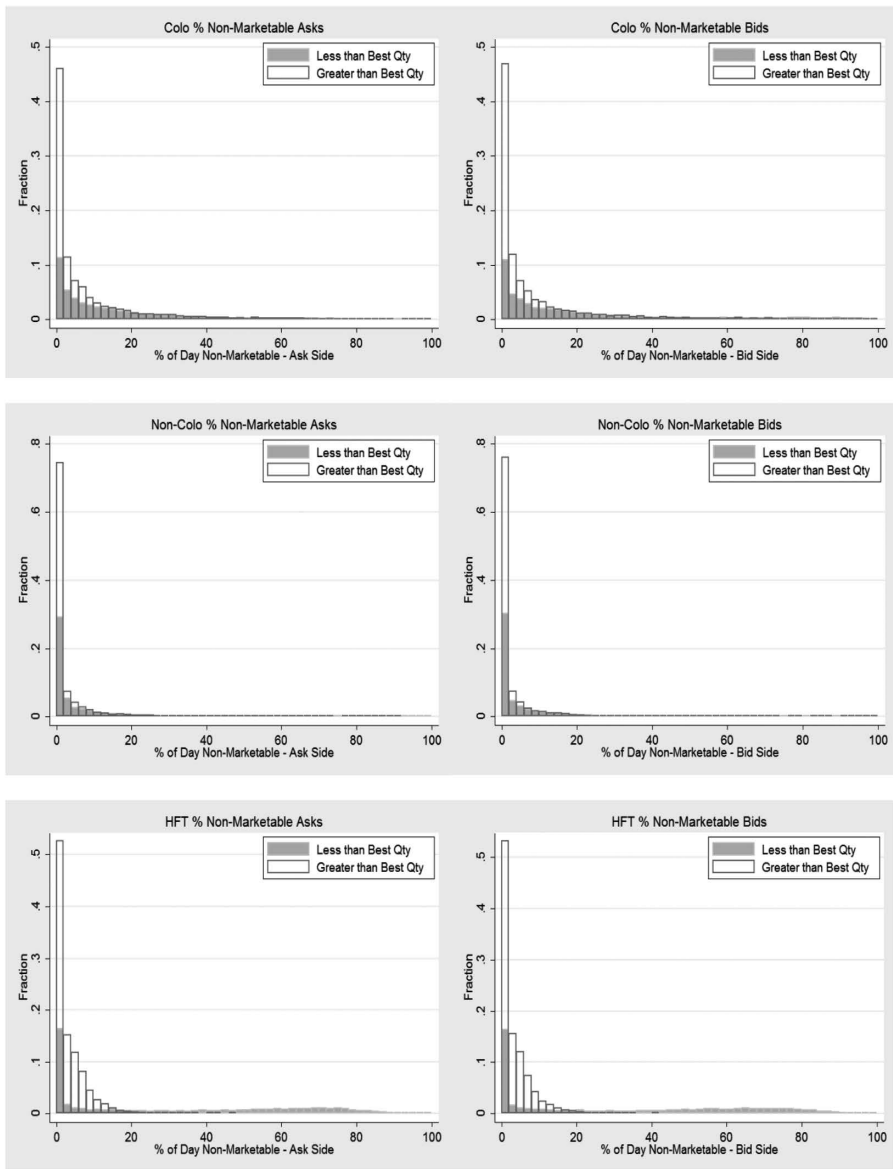 Colo % Non-Marketable Asks
Less than Best Qty
Greater than Best Qty
Fraction
.5
.4
.3
.2
.1
0
0 20 40 60 80 100
% of Day Non-Marketable - Ask Side
Colo % Non-Marketable Bids
Less than Best Qty
Greater than Best Qty
Fraction
.5
.4
.3
.2
.1
0
0 20 40 60 80 100
% of Day Non-Marketable - Bid Side
Non-Colo % Non-Marketable Asks
Less than Best Qty
Greater than Best Qty
Fraction
.8
.6
.4
.2
0
0 20 40 60 80 100
% of Day Non-Marketable - Ask Side
Non-Colo % Non-Marketable Bids
Less than Best Qty
Greater than Best Qty
Fraction
.8
.6
.4
.2
0
0 20 40 60 80 100
% of Day Non-Marketable - Bid Side
HFT % Non-Marketable Asks
Less than Best Qty
Greater than Best Qty
Fraction
.5
.4
.3
.2
.1
0
0 20 40 60 80 100
% of Day Non-Marketable - Ask Side
HFT % Non-Marketable Bids
Less than Best Qty
Greater than Best Qty
Fraction
.5
.4
.3
.2
.1
0
0 20 40 60 80 100
% of Day Non-Marketable - Bid Side